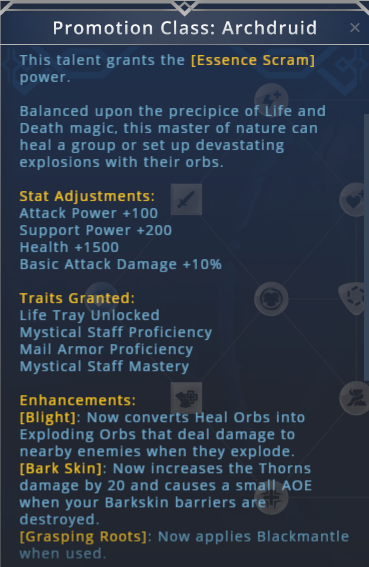 Promotion Class: Archdruid
This talent grants the [Essence Scram]
power.
Balanced upon the precipice of Life and
Death magic, this master of nature can
heal a group or set up devastating
explosions with their orbs.
Stat Adjustments:
Attack Power +100
Support Power +200
Health +1500
Basic Attack Damage +10%
Traits Granted:
Life Tray Unlocked
Mystical Staff Proficiency
Mail Armor Proficiency
Mystical Staff Mastery
Enhancements:
[Blight]: Now converts Heal Orbs into
Exploding Orbs that deal damage to
nearby enemies when they explode.
[Bark Skin]: Now increases the Thorns
damage by 20 and causes a small AOE
when your Barkskin barriers are
destroyed.
[Grasping Roots]: Now applies Blackmantle
when used.